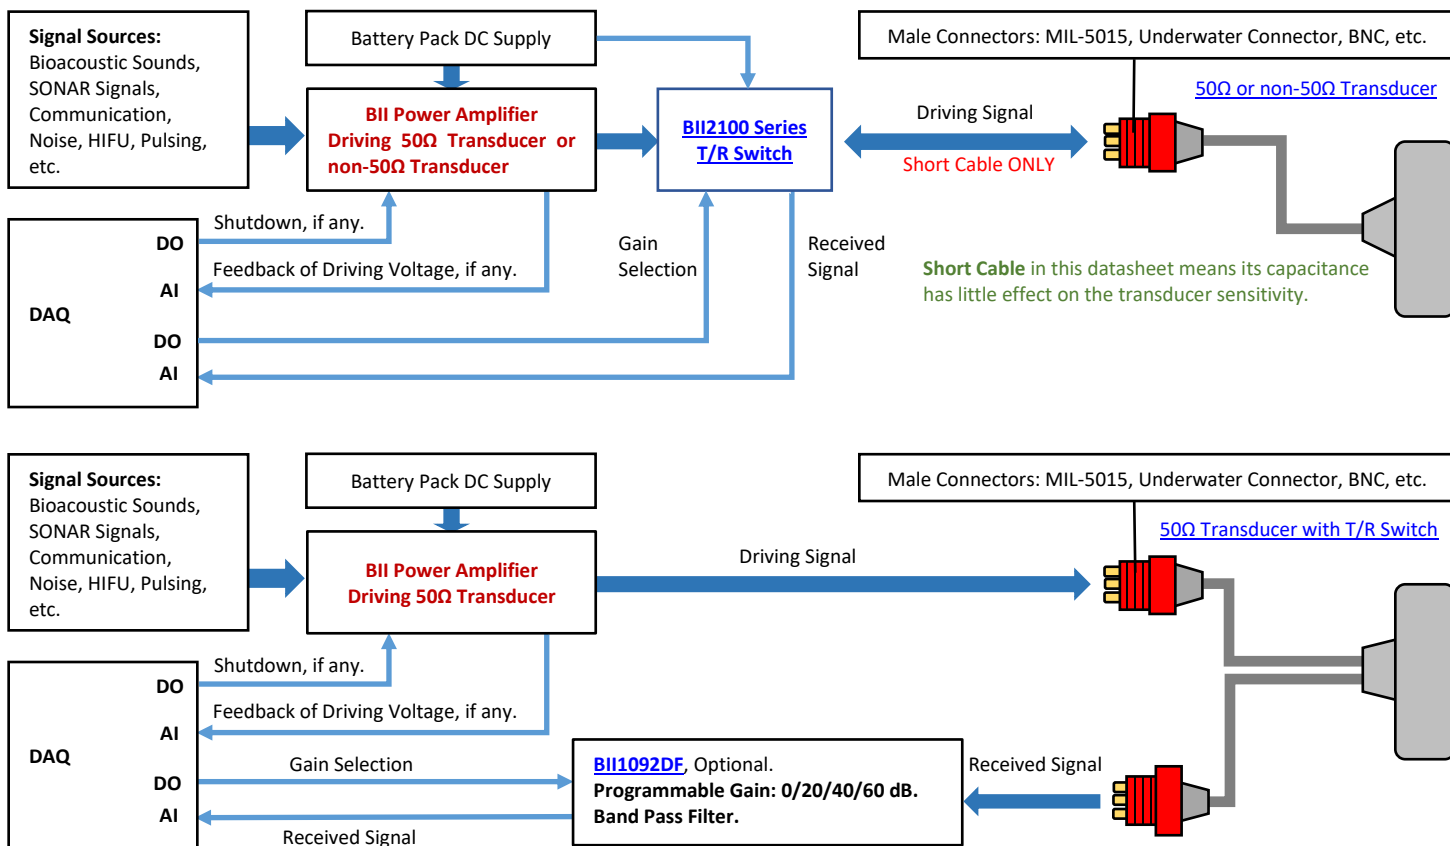 Signal Sources:
Bioacoustic Sounds,
SONAR Signals,
Communication,
Noise, HIFU, Pulsing,
etc.
Battery Pack DC Supply
BII Power Amplifier
Driving 50Ω Transducer or
non-50Ω Transducer
BII2100 Series
T/R Switch
Driving Signal
Short Cable ONLY
Male Connectors: MIL-5015, Underwater Connector, BNC, etc.
50Ω or non-50Ω Transducer
DAQ
DO
AI
DO
AI
Shutdown, if any.
Feedback of Driving Voltage, if any.
Gain
Selection
Received
Signal
Short Cable in this datasheet means its capacitance
has little effect on the transducer sensitivity.
Signal Sources:
Bioacoustic Sounds,
SONAR Signals,
Communication,
Noise, HIFU, Pulsing,
etc.
Battery Pack DC Supply
BII Power Amplifier
Driving 50Ω Transducer
Driving Signal
Male Connectors: MIL-5015, Underwater Connector, BNC, etc.
50Ω Transducer with T/R Switch
DAQ
DO
AI
DO
AI
Shutdown, if any.
Feedback of Driving Voltage, if any.
Gain Selection
Received Signal
BII1092DF, Optional.
Programmable Gain: 0/20/40/60 dB.
Band Pass Filter.
Received Signal